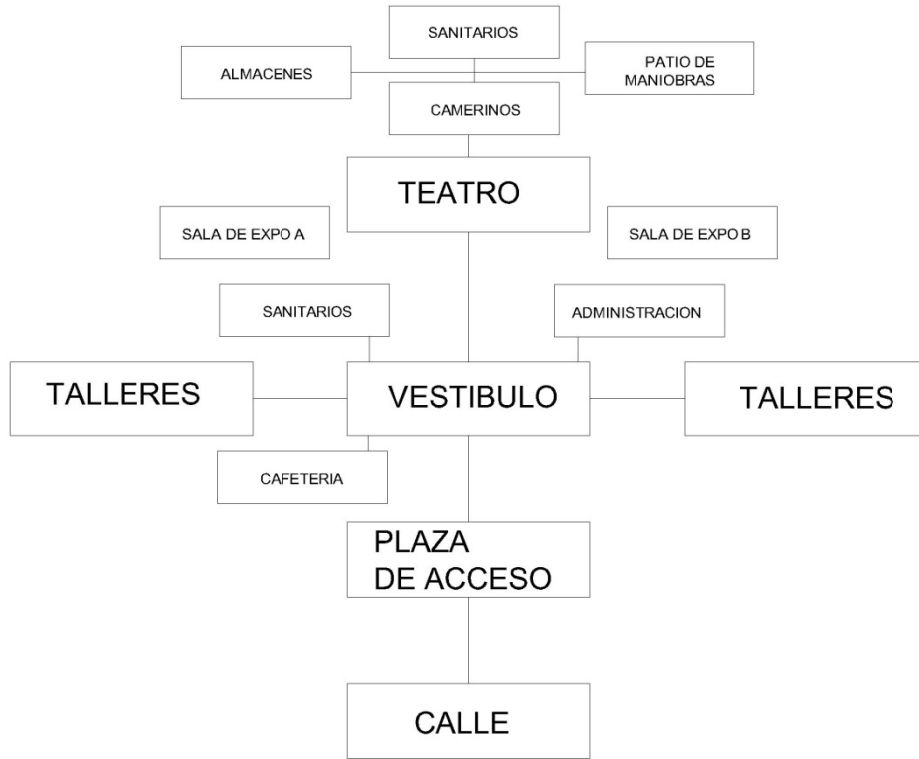 SANITARIOS
ALMACENES
PATIO DE
MANIOBRAS
CAMERINOS
TEATRO
SALA DE EXPO A
SALA DE EXPO B
SANITARIOS
ADMINISTRACION
TALLERES
VESTIBULO
TALLERES
CAFETERIA
PLAZA
DE ACCESO
CALLE